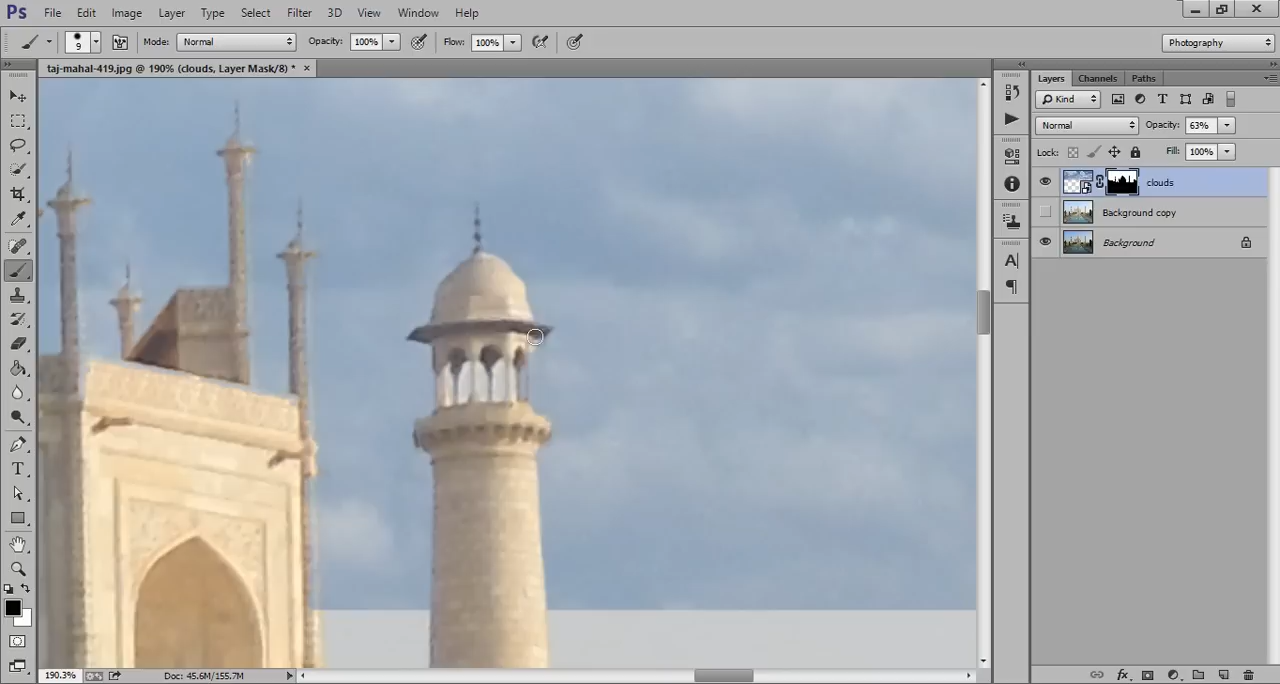 Ps File Edit Image Layer Type Select Filter 3D View Window Help
9 Mode: Normal Opacity: 100% Flow: 100% Photography
taj-mahal-419.jpg @ 190% (clouds, Layer Mask/8) * ×
Layers Channels Paths
Kind
Normal Opacity: 63%
Lock: Fill: 100%
clouds
Background copy
Background
190.3% Doc: 45.6M/155.7M